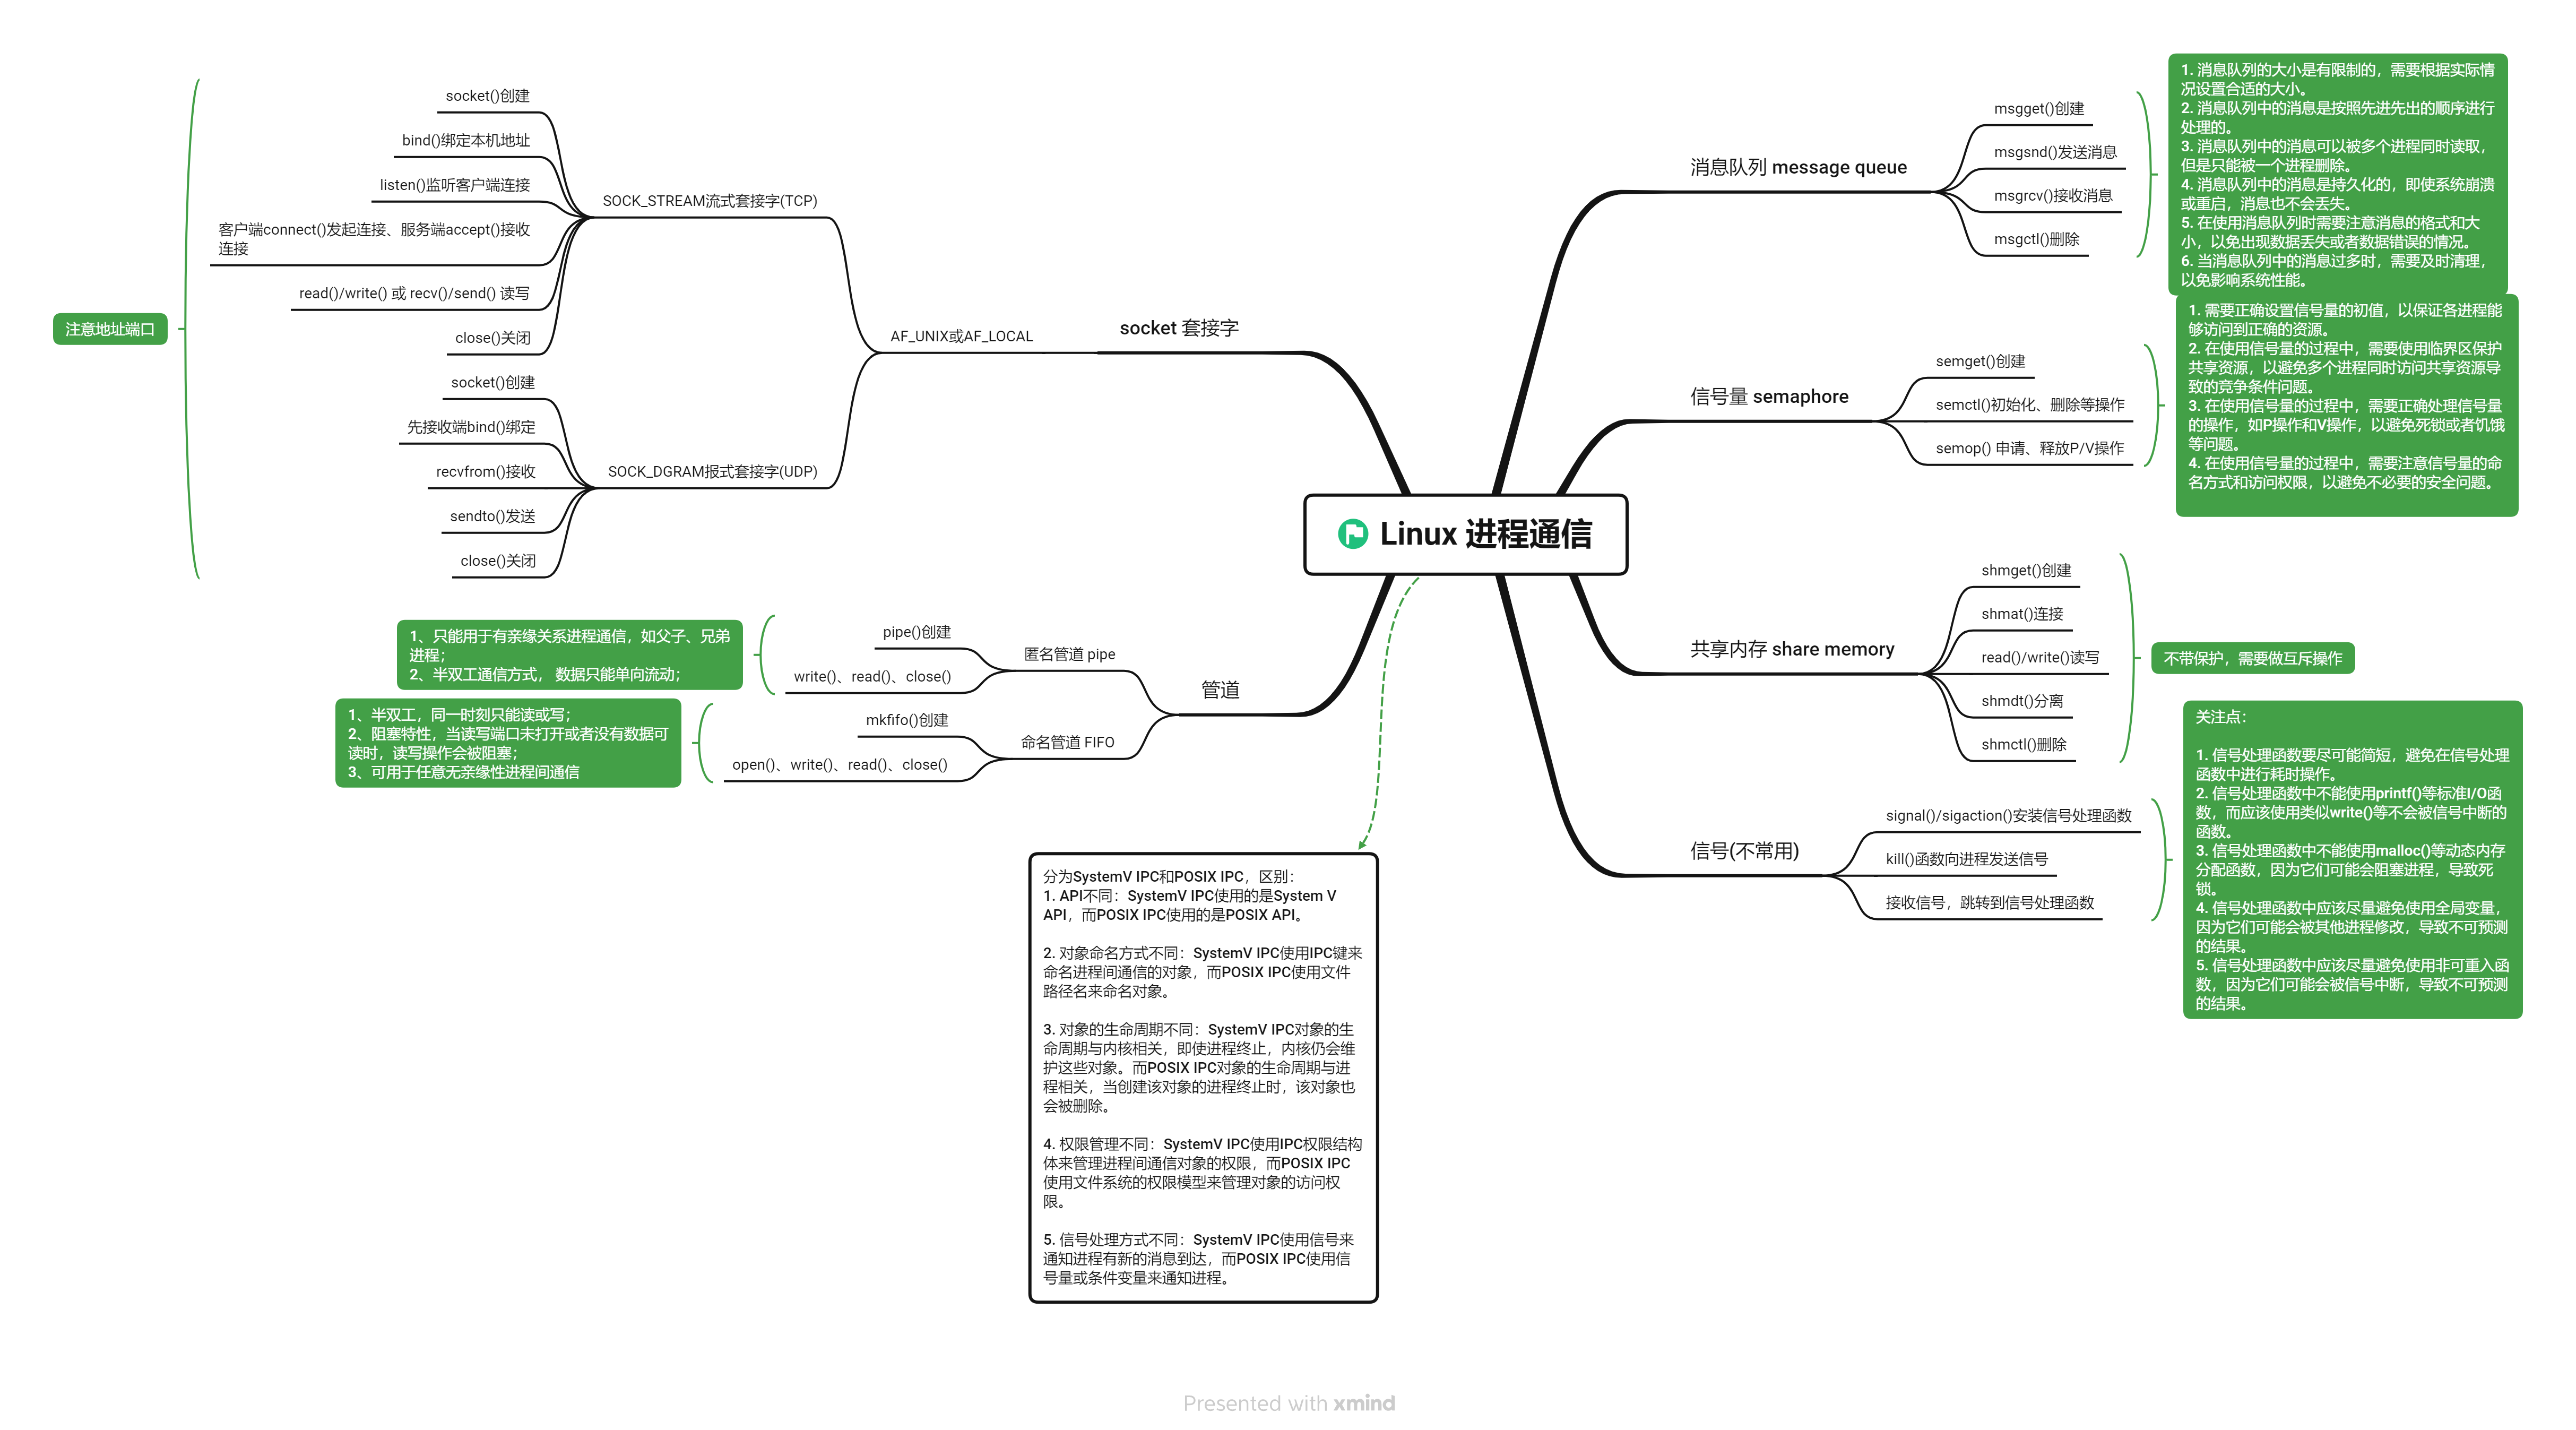 Linux 进程通信
消息队列 message queue
msgget()创建
msgsnd()发送消息
msgrcv()接收消息
msgctl()删除
1. 消息队列的大小是有限制的，需要根据实际情
况设置合适的大小。
2. 消息队列中的消息是按照先进先出的顺序进行
处理的。
3. 消息队列中的消息可以被多个进程同时读取，
但是只能被一个进程删除。
4. 消息队列中的消息是持久化的，即使系统崩溃
或重启，消息也不会丢失。
5. 在使用消息队列时需要注意消息的格式和大
小，以免出现数据丢失或者数据错误的情况。
6. 当消息队列中的消息过多时，需要及时清理，
以免影响系统性能。
信号量 semaphore
semget()创建
semctl()初始化、删除等操作
semop() 申请、释放P/V操作
1. 需要正确设置信号量的初值，以保证各进程能
够访问到正确的资源。
2. 在使用信号量的过程中，需要使用临界区保护
共享资源，以避免多个进程同时访问共享资源导
致的竞争条件问题。
3. 在使用信号量的过程中，需要正确处理信号量
的操作，如P操作和V操作，以避免死锁或者饥饿
等问题。
4. 在使用信号量的过程中，需要注意信号量的命
名方式和访问权限，以避免不必要的安全问题。
共享内存 share memory
shmget()创建
shmat()连接
read()/write()读写
shmdt()分离
shmctl()删除
不带保护，需要做互斥操作
信号(不常用)
signal()/sigaction()安装信号处理函数
kill()函数向进程发送信号
接收信号，跳转到信号处理函数
关注点：
1. 信号处理函数要尽可能简短，避免在信号处理
函数中进行耗时操作。
2. 信号处理函数中不能使用printf()等标准I/O函
数，而应该使用类似write()等不会被信号中断的
函数。
3. 信号处理函数中不能使用malloc()等动态内存
分配函数，因为它们可能会阻塞进程，导致死
锁。
4. 信号处理函数中应该尽量避免使用全局变量，
因为它们可能会被其他进程修改，导致不可预测
的结果。
5. 信号处理函数中应该尽量避免使用非可重入函
数，因为它们可能会被信号中断，导致不可预测
的结果。
socket 套接字
AF_UNIX或AF_LOCAL
SOCK_STREAM流式套接字(TCP)
socket()创建
bind()绑定本机地址
listen()监听客户端连接
客户端connect()发起连接、服务端accept()接收
连接
read()/write() 或 recv()/send() 读写
close()关闭
SOCK_DGRAM报式套接字(UDP)
socket()创建
先接收端bind()绑定
recvfrom()接收
sendto()发送
close()关闭
注意地址端口
管道
匿名管道 pipe
pipe()创建
write()、read()、close()
1、只能用于有亲缘关系进程通信，如父子、兄弟
进程；
2、半双工通信方式， 数据只能单向流动；
命名管道 FIFO
mkfifo()创建
open()、write()、read()、close()
1、半双工，同一时刻只能读或写；
2、阻塞特性，当读写端口未打开或者没有数据可
读时，读写操作会被阻塞；
3、可用于任意无亲缘性进程间通信
分为SystemV IPC和POSIX IPC，区别：
1. API不同：SystemV IPC使用的是System V
API，而POSIX IPC使用的是POSIX API。
2. 对象命名方式不同：SystemV IPC使用IPC键来
命名进程间通信的对象，而POSIX IPC使用文件
路径名来命名对象。
3. 对象的生命周期不同：SystemV IPC对象的生
命周期与内核相关，即使进程终止，内核仍会维
护这些对象。而POSIX IPC对象的生命周期与进
程相关，当创建该对象的进程终止时，该对象也
会被删除。
4. 权限管理不同：SystemV IPC使用IPC权限结构
体来管理进程间通信对象的权限，而POSIX IPC
使用文件系统的权限模型来管理对象的访问权
限。
5. 信号处理方式不同：SystemV IPC使用信号来
通知进程有新的消息到达，而POSIX IPC使用信
号量或条件变量来通知进程。
Presented with xmind